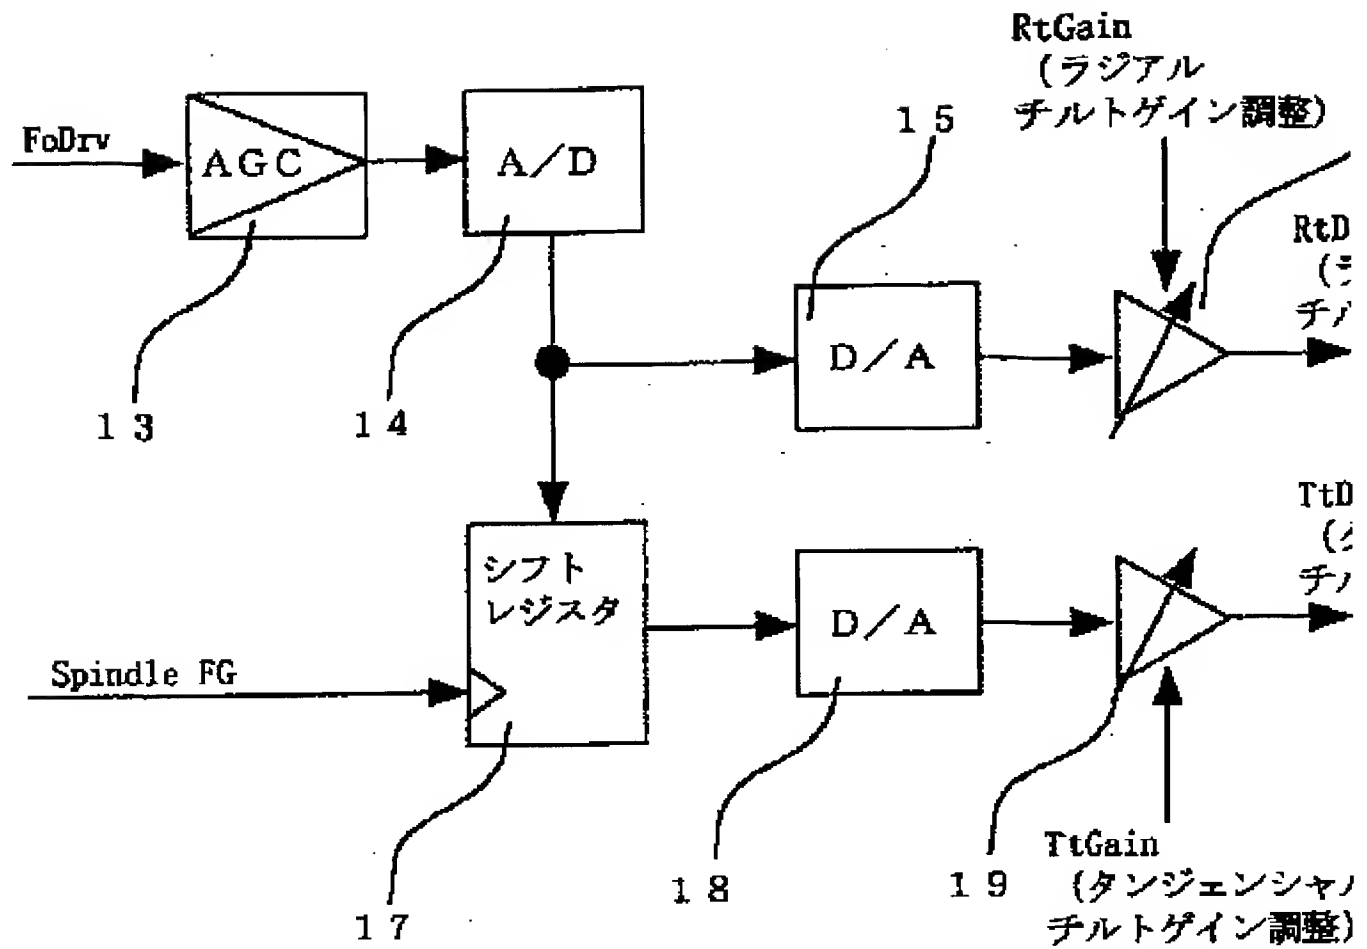 RtGain
(ラジアル
チルトゲイン調整)
15
FoDrv
AGC
A/D
RtD
チ
D/A
13
14
TtD
チ
シフト
レジスタ
D/A
Spindle FG
TtGain
(タンジェンシャル
チルトゲイン調整)
19
18
17